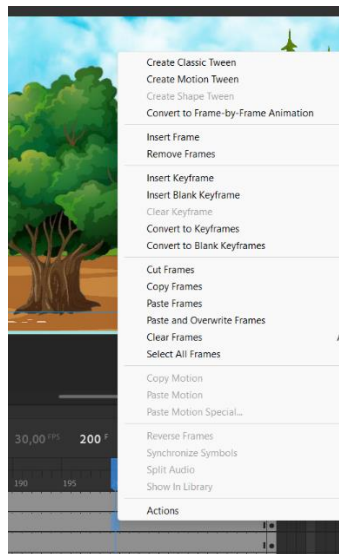 Create Classic Tween
Create Motion Tween
Create Shape Tween
Convert to Frame-by-Frame Animation
Insert Frame
Remove Frames
Insert Keyframe
Insert Blank Keyframe
Clear Keyframe
Convert to Keyframes
Convert to Blank Keyframes
Cut Frames
Copy Frames
Paste Frames
Paste and Overwrite Frames
Clear Frames
Select All Frames
Copy Motion
Paste Motion
Paste Motion Special...
Reverse Frames
30,00 FPS 200 F
Synchronize Symbols
Split Audio
Show In Library
190 195
Actions